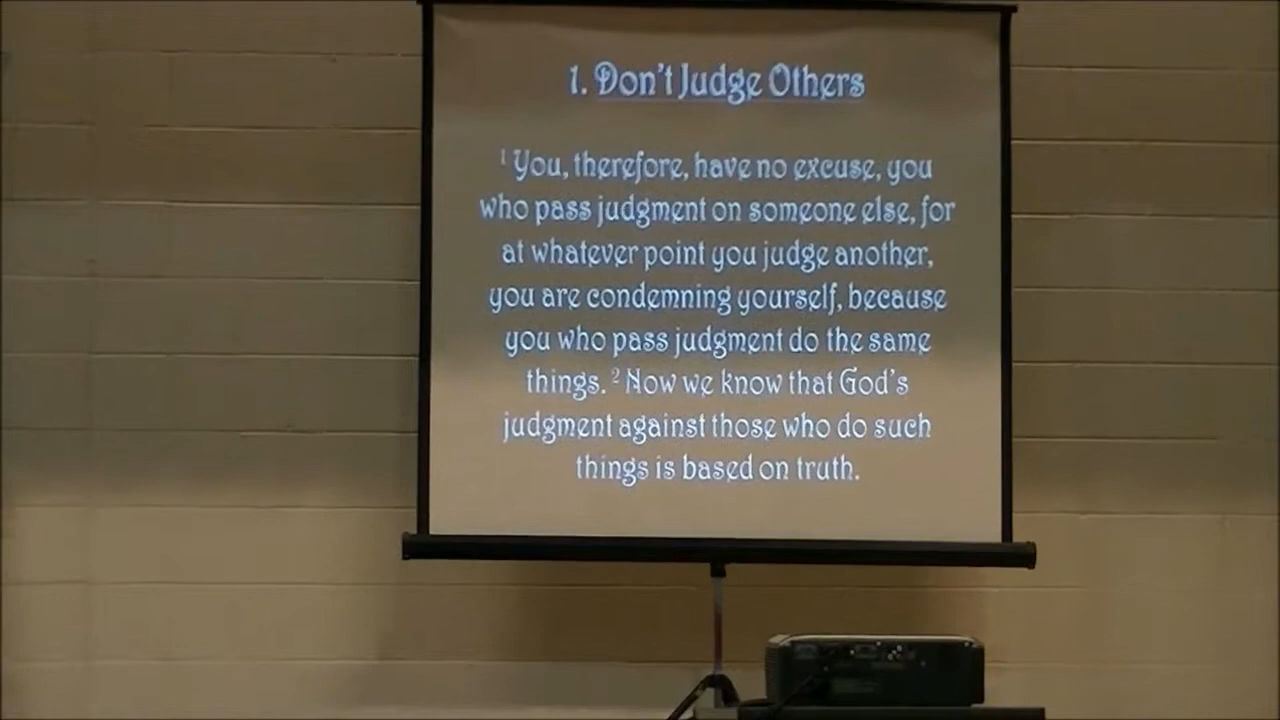 1. Don't Judge Others
1 You, therefore, have no excuse, you
who pass judgment on someone else, for
at whatever point you judge another,
you are condemning yourself, because
you who pass judgment do the same
things. 2 Now we know that God's
judgment against those who do such
things is based on truth.